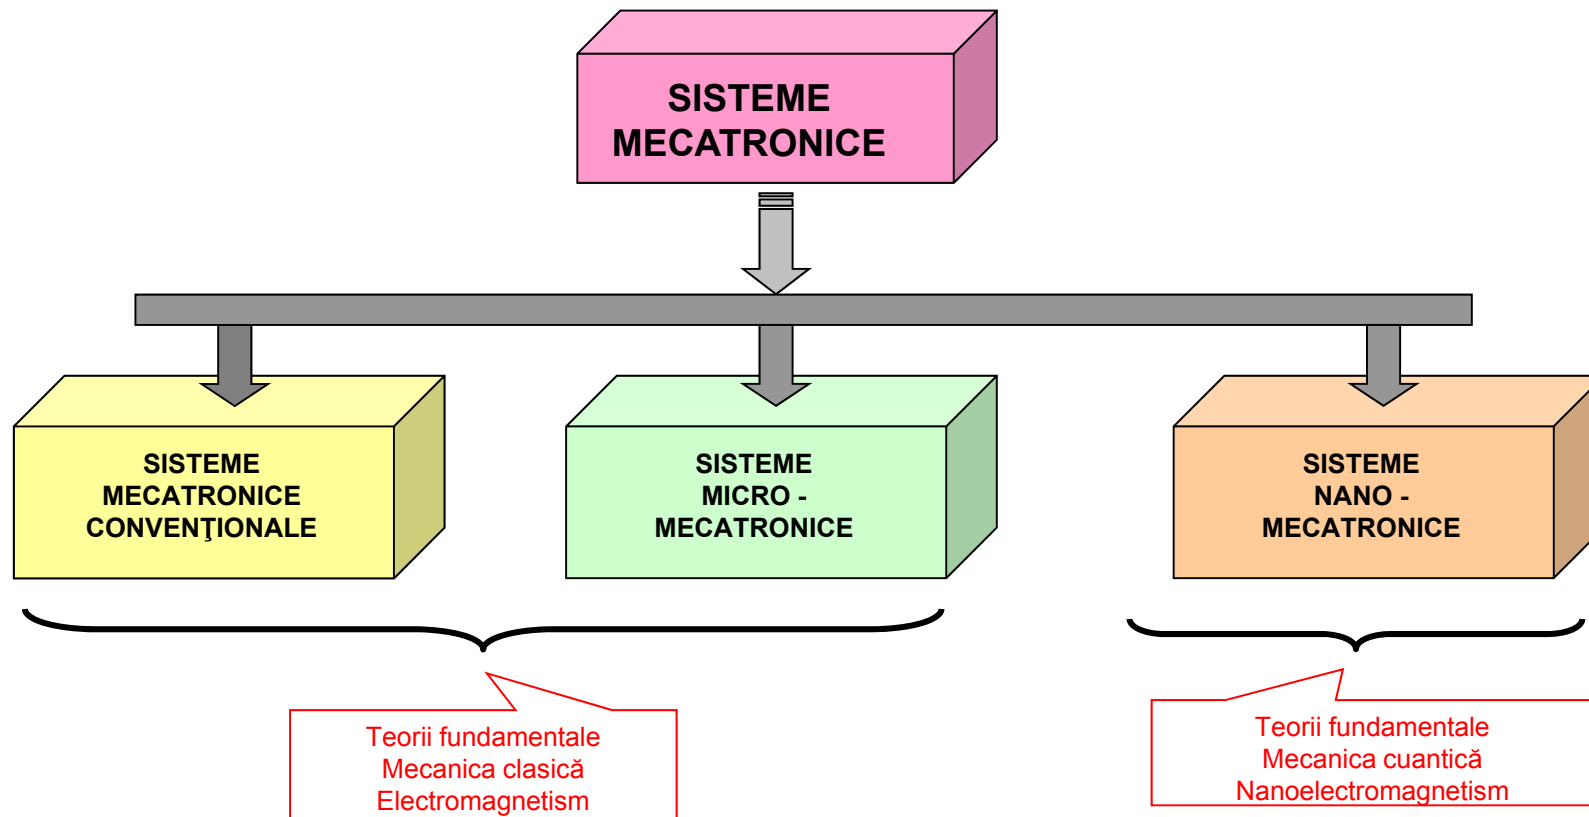 SISTEME
MECATRONICE
SISTEME
MECATRONICE
CONVENŢIONALE
SISTEME
MICRO -
MECATRONICE
SISTEME
NANO -
MECATRONICE
Teorii fundamentale
Mecanica clasică
Electromagnetism
Teorii fundamentale
Mecanica cuantică
Nanoelectromagnetism